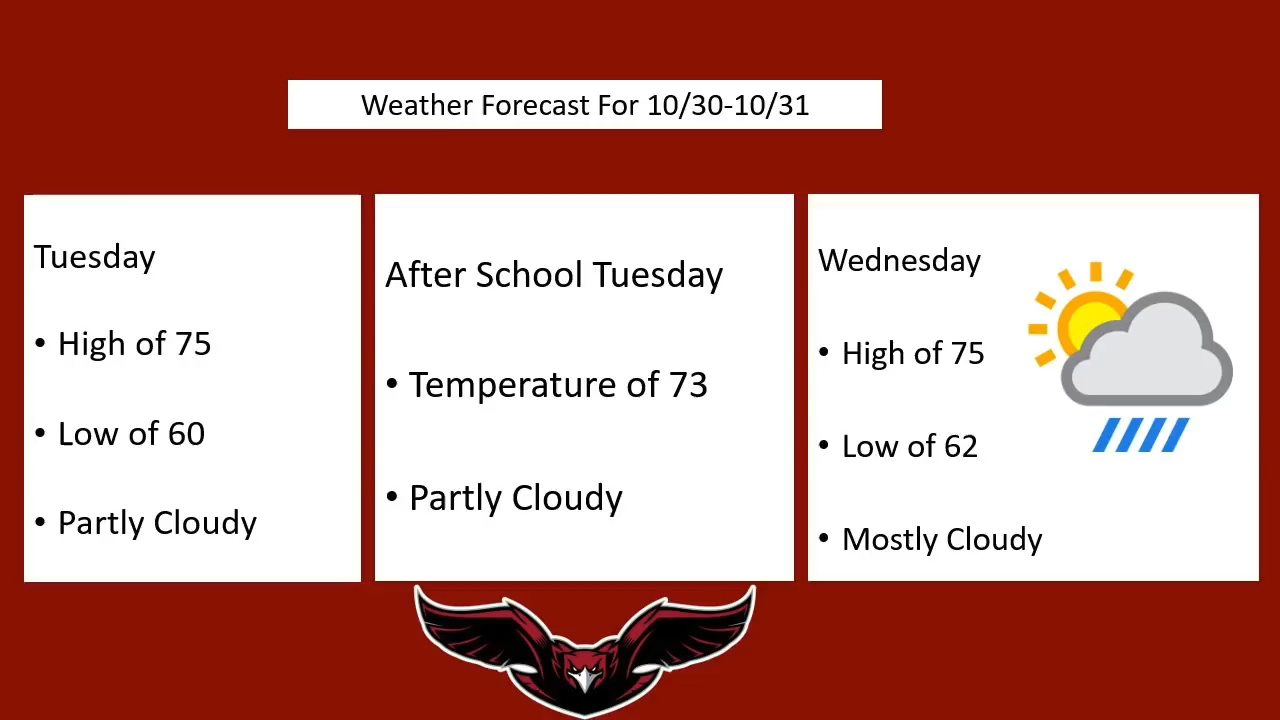 Weather Forecast For 10/30-10/31
Tuesday
• High of 75
• Low of 60
• Partly Cloudy
After School Tuesday
• Temperature of 73
• Partly Cloudy
Wednesday
• High of 75
• Low of 62
• Mostly Cloudy